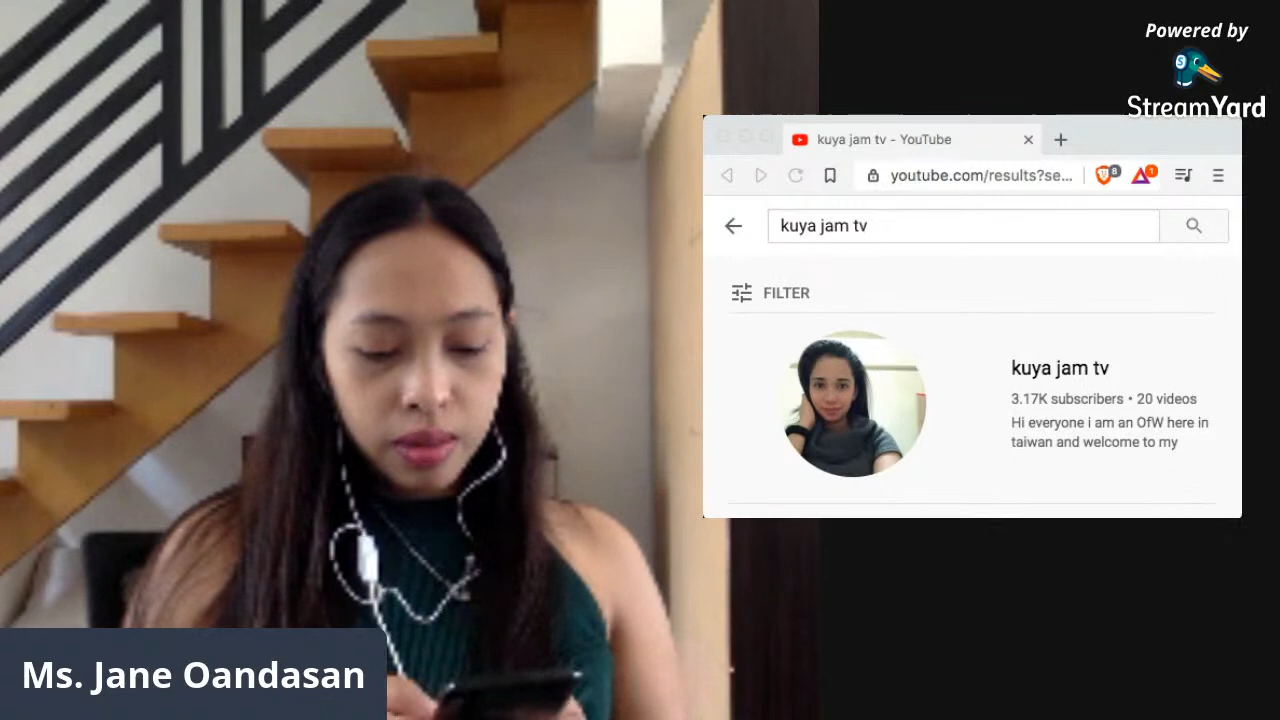 Powered by
StreamYard
kuya jam tv - YouTube
youtube.com/results?se...
8
1
kuya jam tv
FILTER
kuya jam tv
3.17K subscribers • 20 videos
Hi everyone i am an OfW here in
taiwan and welcome to my
Ms. Jane Oandasan